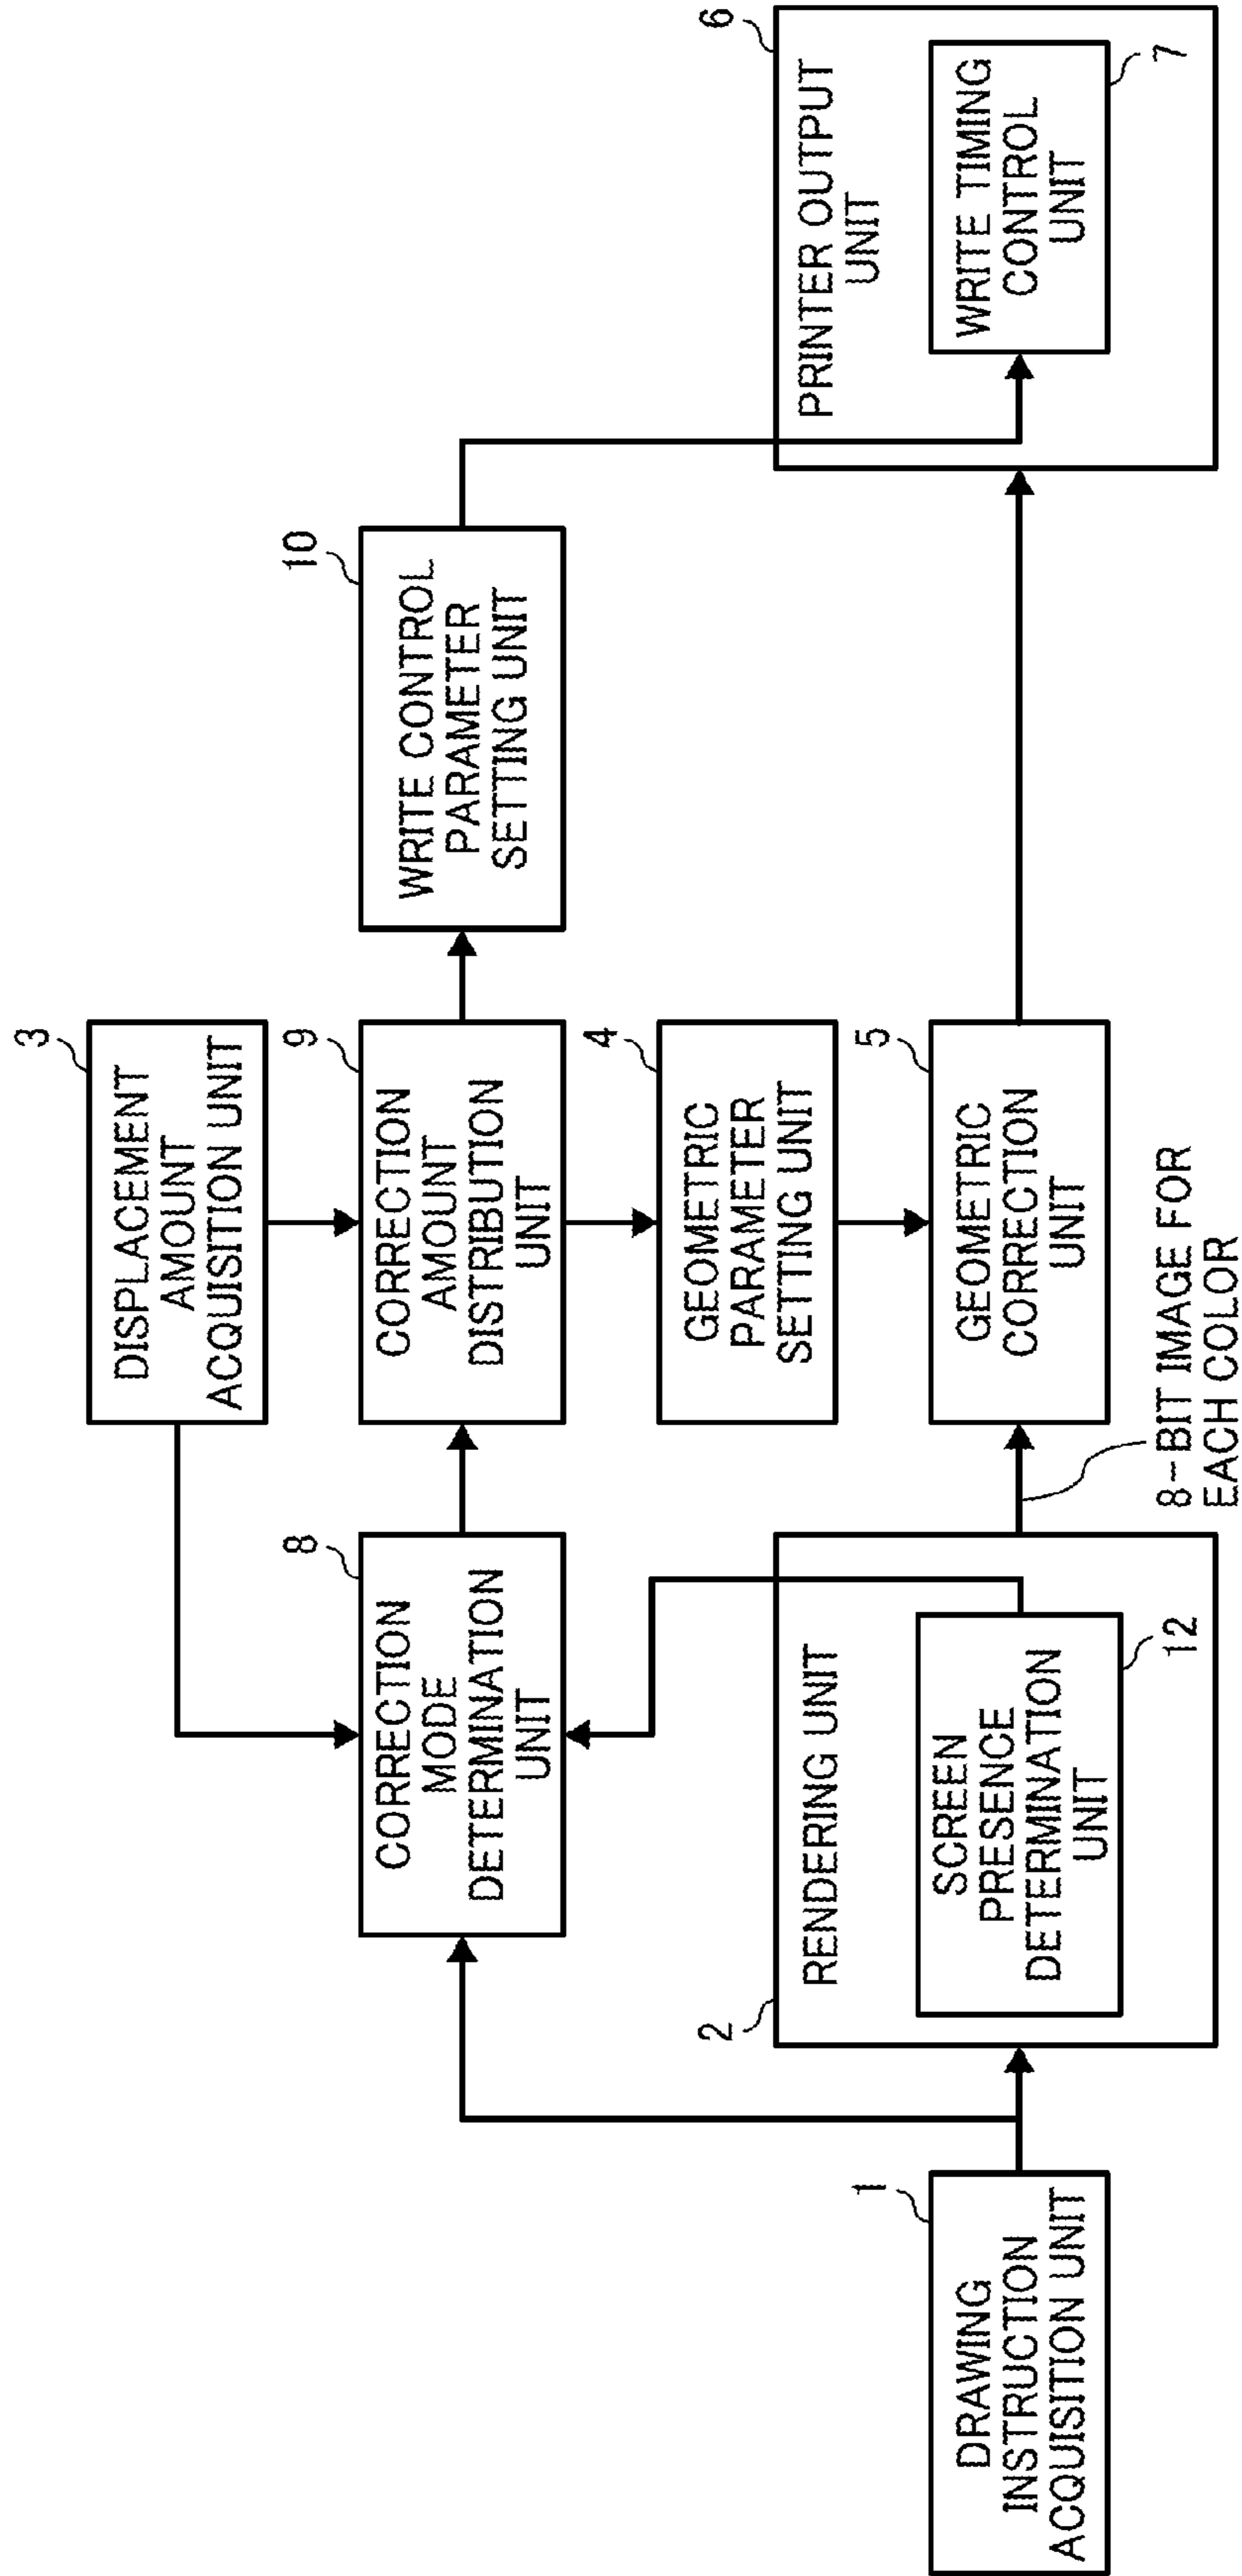 3
DISPLACEMENT
AMOUNT
ACQUISITION UNIT
8
CORRECTION
MODE
DETERMINATION
UNIT
9
CORRECTION
AMOUNT
DISTRIBUTION
UNIT
10
WRITE CONTROL
PARAMETER
SETTING UNIT
4
GEOMETRIC
PARAMETER
SETTING UNIT
1
DRAWING
INSTRUCTION
ACQUISITION UNIT
2
RENDERING UNIT
SCREEN
PRESENCE
DETERMINATION
UNIT
12
5
GEOMETRIC
CORRECTION
UNIT
8-BIT IMAGE FOR
EACH COLOR
6
PRINTER OUTPUT
UNIT
WRITE TIMING
CONTROL
UNIT
7